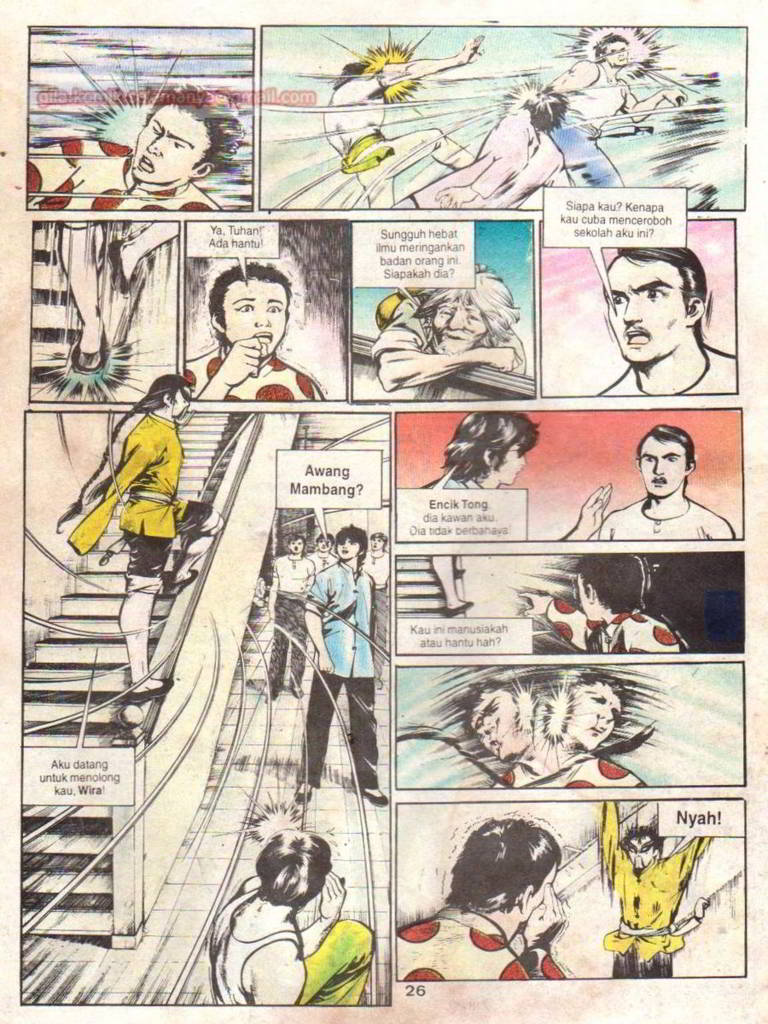 Siapa kau? Kenapa
kau cuba menceroboh
sekolah aku ini?
Ya, Tuhan!
Ada hantu!
Sungguh hebat
ilmu meringankan
badan orang ini.
Siapakah dia?
Awang
Mambang?
Aku datang
untuk menolong
kau, Wira!
Encik Tong,
dia kawan aku.
Dia tidak berbahaya!
Kau ini manusiakah
atau hantu hah?
Nyah!
26